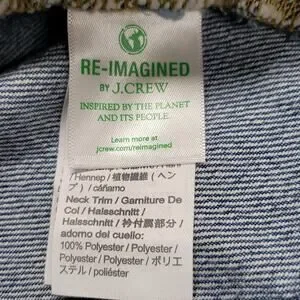 RE-IMAGINED
BY J.CREW
INSPIRED BY THE PLANET
AND ITS PEOPLE.
Learn more at
jcrew.com/reimagined
/ Hennep / 植物繊維 (ヘン
プ) / cáñamo
Neck Trim / Garniture De
Col / Halsschnitt /
Halsschnitt / 衿付属部分 /
adorno del cuello:
100% Polyester / Polyester
/ Polyester / Polyester / ポリエ
ステル / poliéster